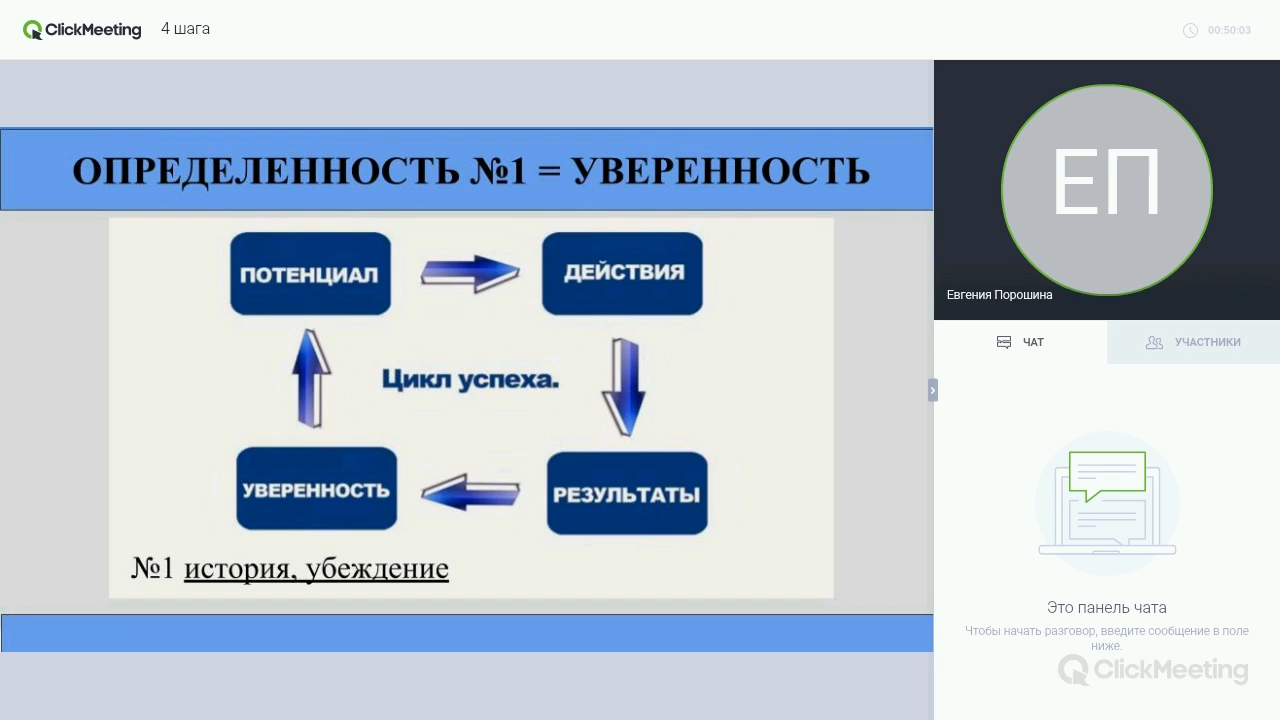 ClickMeeting
4 шага
00:50:03
ОПРЕДЕЛЕННОСТЬ №1 = УВЕРЕННОСТЬ
ПОТЕНЦИАЛ
ДЕЙСТВИЯ
Цикл успеха.
УВЕРЕННОСТЬ
РЕЗУЛЬТАТЫ
№1 история, убеждение
ЕП
Евгения Порошина
ЧАТ
УЧАСТНИКИ
Это панель чата
Чтобы начать разговор, введите сообщение в поле
ниже.
ClickMeeting